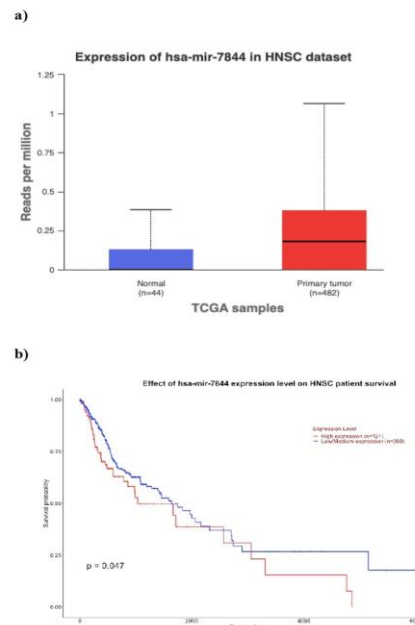 a)
Expression of hsa-mir-7844 in HNSC dataset
Reads per million
1.25
1
0.75
0.5
0.25
0
Normal
(n=44)
Primary tumor
(n=482)
TCGA samples
b)
Effect of hsa-mir-7844 expression level on HNSC patient survival
Expression Level
High expression
Low/Medium-expression
Survival probability
1.00
0.75
0.50
0.25
0.00
p = 0.047
0
2000
4000